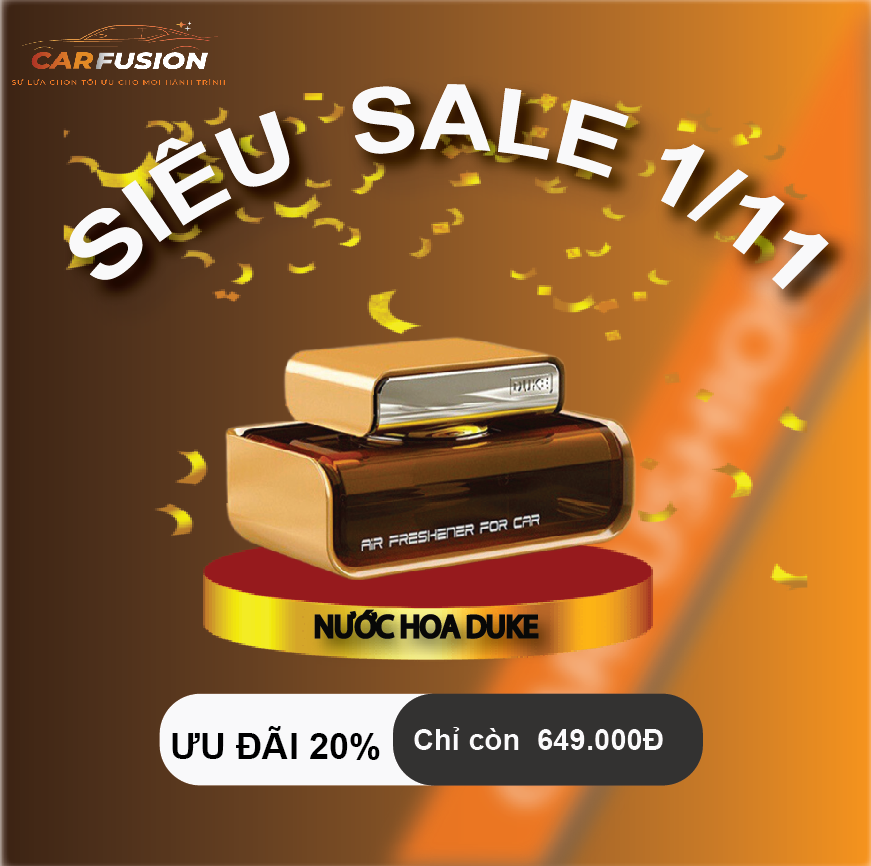 CARFUSION
SỰ LỰA CHỌN TỐI ƯU CHO MỌI HÀNH TRÌNH
SIÊU SALE 1/11
DUKE
AIR FRESHENER FOR CAR
NƯỚC HOA DUKE
ƯU ĐÃI 20%
Chỉ còn 649.000Đ